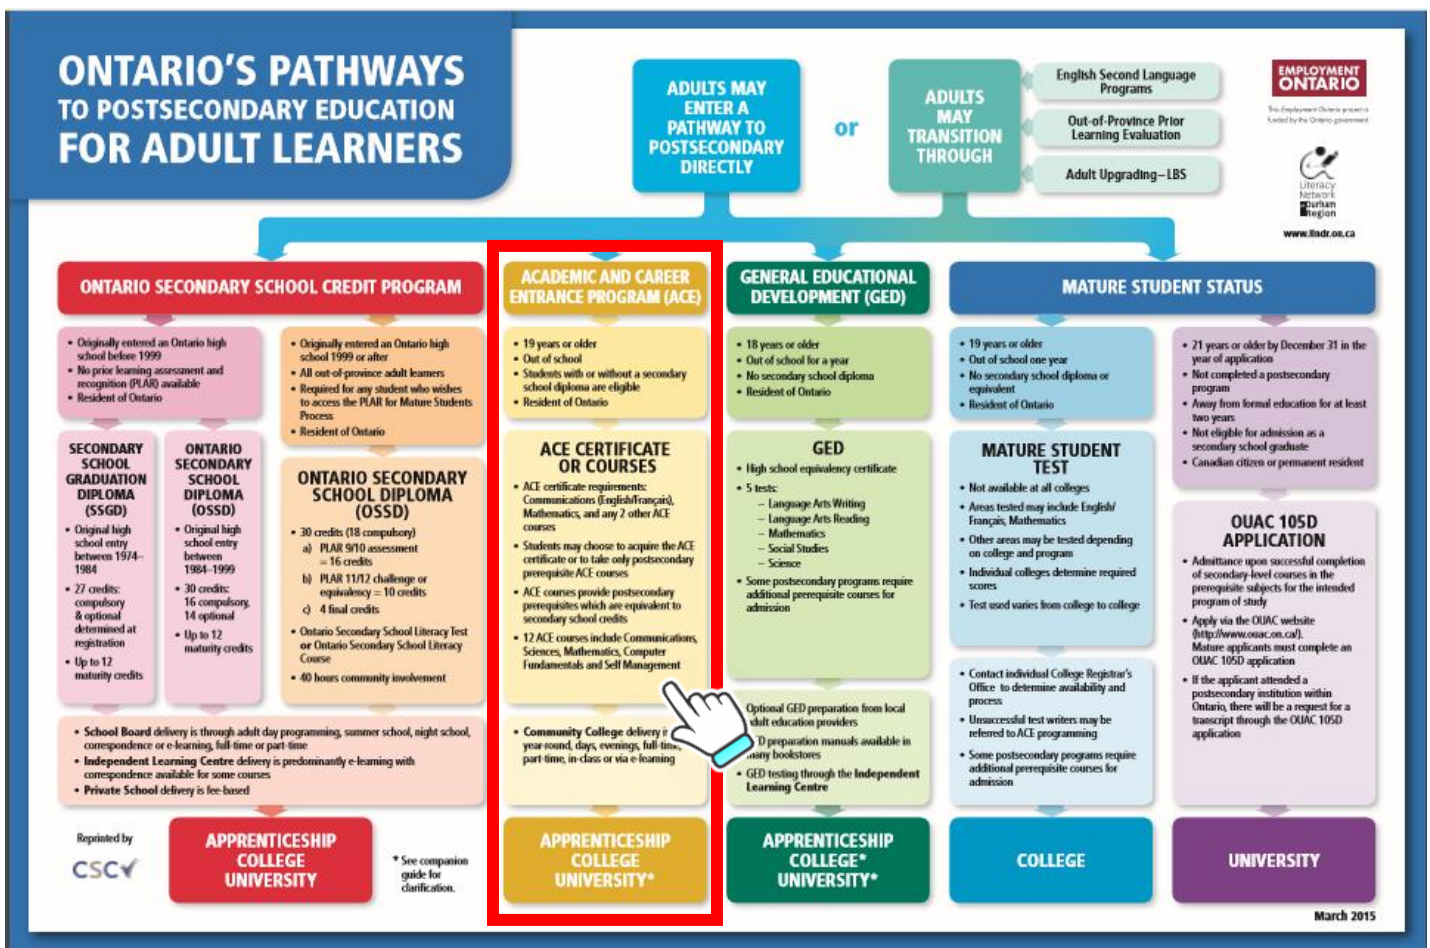 ONTARIO'S PATHWAYS
TO POSTSECONDARY EDUCATION
FOR ADULT LEARNERS
ADULTS MAY
ENTER A
PATHWAY TO
POSTSECONDARY
DIRECTLY
or
ADULTS
MAY
TRANSITION
THROUGH
English Second Language
Programs
Out-of-Province Prior
Learning Evaluation
Adult Upgrading–LBS
EMPLOYMENT
ONTARIO
This Employment Ontario project is
funded by the Ontario government
Literacy
Network
Durham
Region
www.lindr.on.ca
ONTARIO SECONDARY SCHOOL CREDIT PROGRAM
• Originally entered an Ontario high
school before 1999
• No prior learning assessment and
recognition (PLAR) available
• Resident of Ontario
SECONDARY
SCHOOL
GRADUATION
DIPLOMA
(SSGD)
• Original high
school entry
between 1974–
1984
• 27 credits:
compulsory
& optional
determined at
registration
• Up to 12
maturity credits
ONTARIO
SECONDARY
SCHOOL
DIPLOMA
(OSSD)
• Original high
school entry
between
1984–1999
• 30 credits:
16 compulsory,
14 optional
• Up to 12
maturity credits
• Originally entered an Ontario high
school 1999 or after
• All out-of-province adult learners
• Required for any student who wishes
to access the PLAR for Mature Students
Process
• Resident of Ontario
ONTARIO SECONDARY
SCHOOL DIPLOMA
(OSSD)
• 30 credits (18 compulsory)
a) PLAR 9/10 assessment
= 16 credits
b) PLAR 11/12 challenge or
equivalency = 10 credits
c) 4 final credits
• Ontario Secondary School Literacy Test
or Ontario Secondary School Literacy
Course
• 40 hours community involvement
• School Board delivery is through adult day programming, summer school, night school,
correspondence or e-learning, full-time or part-time
• Independent Learning Centre delivery is predominantly e-learning with
correspondence available for some courses
• Private School delivery is fee-based
Reprinted by
CSC
APPRENTICESHIP
COLLEGE
UNIVERSITY
* See companion
guide for
clarification.
ACADEMIC AND CAREER
ENTRANCE PROGRAM (ACE)
• 19 years or older
• Out of school
• Students with or without a secondary
school diploma are eligible
• Resident of Ontario
ACE CERTIFICATE
OR COURSES
• ACE certificate requirements:
Communications (English/Français),
Mathematics, and any 2 other ACE
courses
• Students may choose to acquire the ACE
certificate or to take only postsecondary
prerequisite ACE courses
• ACE courses provide postsecondary
prerequisites which are equivalent to
secondary school credits
• 12 ACE courses include Communications,
Sciences, Mathematics, Computer
Fundamentals and Self Management
• Community College delivery is
year-round, days, evenings, full-time,
part-time, in-class or via e-learning
APPRENTICESHIP
COLLEGE
UNIVERSITY*
GENERAL EDUCATIONAL
DEVELOPMENT (GED)
• 18 years or older
• Out of school for a year
• No secondary school diploma
• Resident of Ontario
GED
• High school equivalency certificate
• 5 tests:
– Language Arts Writing
– Language Arts Reading
– Mathematics
– Social Studies
– Science
• Some postsecondary programs require
additional prerequisite courses for
admission
Optional GED preparation from local
adult education providers
preparation manuals available in
many bookstores
• GED testing through the Independent
Learning Centre
APPRENTICESHIP
COLLEGE*
UNIVERSITY*
MATURE STUDENT STATUS
• 19 years or older
• Out of school one year
• No secondary school diploma or
equivalent
• Resident of Ontario
MATURE STUDENT
TEST
• Not available at all colleges
• Areas tested may include English/
Français, Mathematics
• Other areas may be tested depending
on college and program
• Individual colleges determine required
scores
• Test used varies from college to college
• Contact individual College Registrar's
Office to determine availability and
process
• Unsuccessful test writers may be
referred to ACE programming
• Some postsecondary programs require
additional prerequisite courses for
admission
COLLEGE
• 21 years or older by December 31 in the
year of application
• Not completed a postsecondary
program
• Away from formal education for at least
two years
• Not eligible for admission as a
secondary school graduate
• Canadian citizen or permanent resident
OUAC 105D
APPLICATION
• Admittance upon successful completion
of secondary-level courses in the
prerequisite subjects for the intended
program of study
• Apply via the OUAC website
(http://www.ouac.on.ca/).
Mature applicants must complete an
OUAC 105D application
• If the applicant attended a
postsecondary institution within
Ontario, there will be a request for a
transcript through the OUAC 105D
application
UNIVERSITY
March 2015